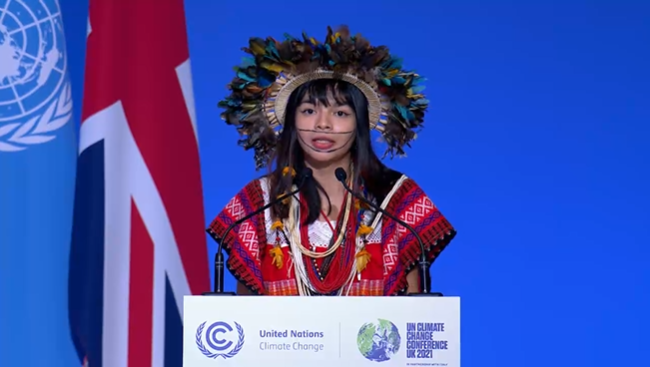 United Nations
Climate Change
UN CLIMATE
CHANGE
CONFERENCE
UK 2021